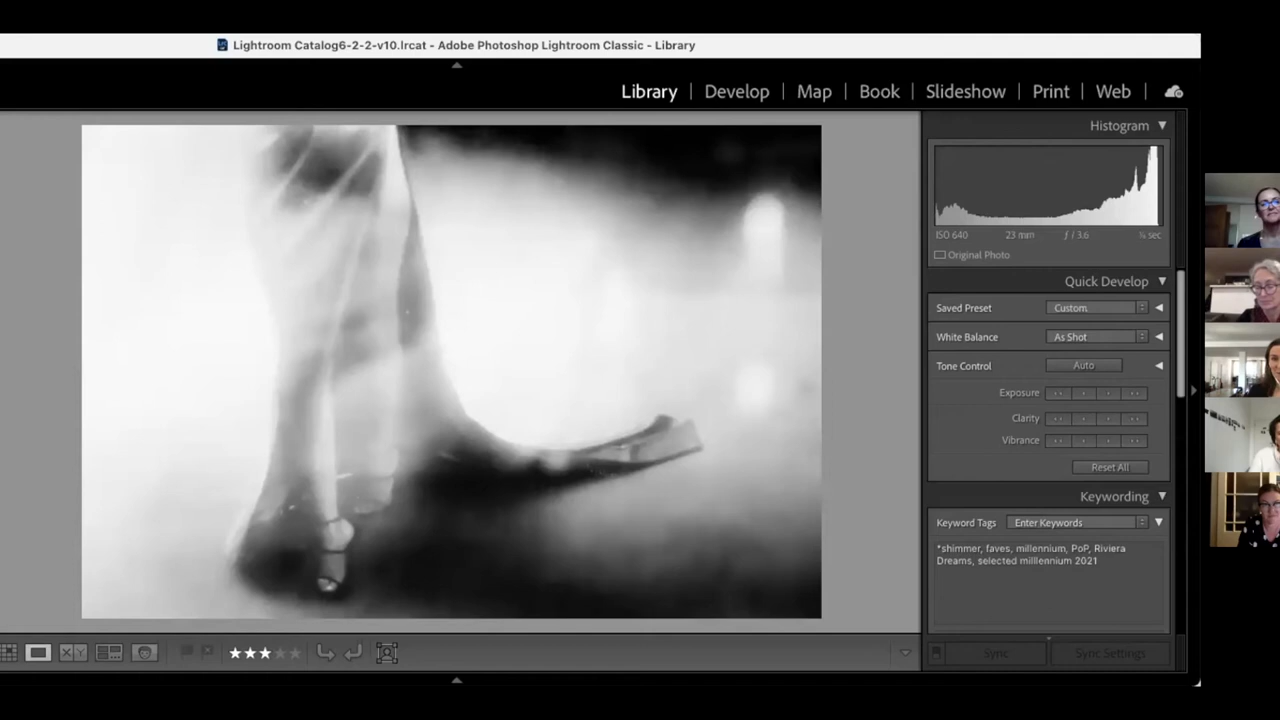 Lightroom Catalog6-2-2-v10.lrcat - Adobe Photoshop Lightroom Classic - Library
Library | Develop | Map | Book | Slideshow | Print | Web |
Histogram
ISO 640 23 mm ƒ / 3.6 ⅛ sec
Original Photo
Quick Develop
Saved Preset Custom
White Balance As Shot
Tone Control Auto
Exposure
Clarity
Vibrance
Reset All
Keywording
Keyword Tags Enter Keywords
*shimmer, faves, millennium, PoP, Riviera
Dreams, selected milllennium 2021
Sync Sync Settings